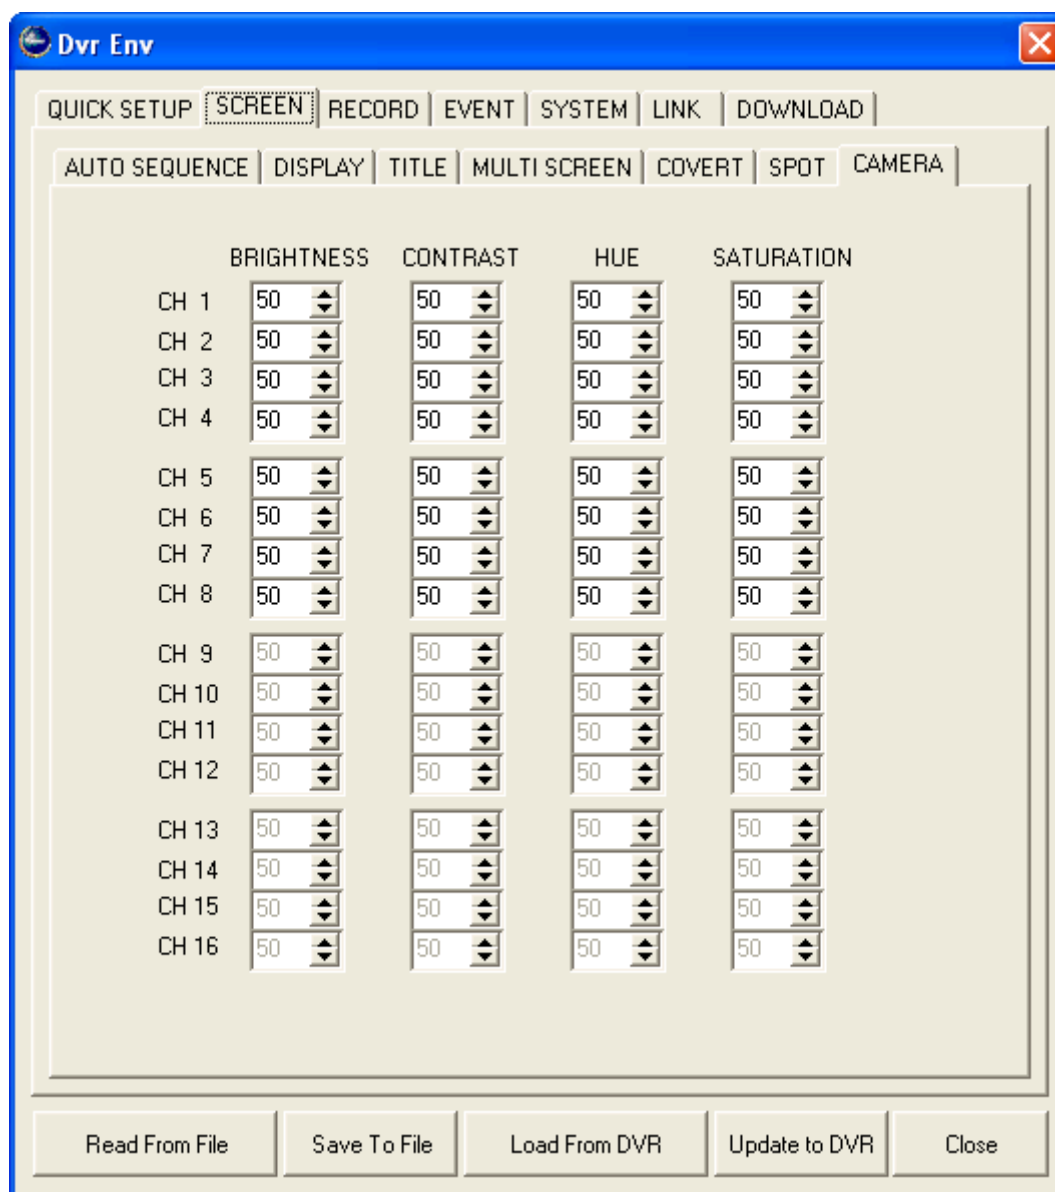 Dvr Env
QUICK SETUP SCREEN RECORD EVENT SYSTEM LINK DOWNLOAD
AUTO SEQUENCE DISPLAY TITLE MULTI SCREEN COVERT SPOT CAMERA
BRIGHTNESS CONTRAST HUE SATURATION
CH 1 50 50 50 50
CH 2 50 50 50 50
CH 3 50 50 50 50
CH 4 50 50 50 50
CH 5 50 50 50 50
CH 6 50 50 50 50
CH 7 50 50 50 50
CH 8 50 50 50 50
CH 9 50 50 50 50
CH 10 50 50 50 50
CH 11 50 50 50 50
CH 12 50 50 50 50
CH 13 50 50 50 50
CH 14 50 50 50 50
CH 15 50 50 50 50
CH 16 50 50 50 50
Read From File Save To File Load From DVR Update to DVR Close